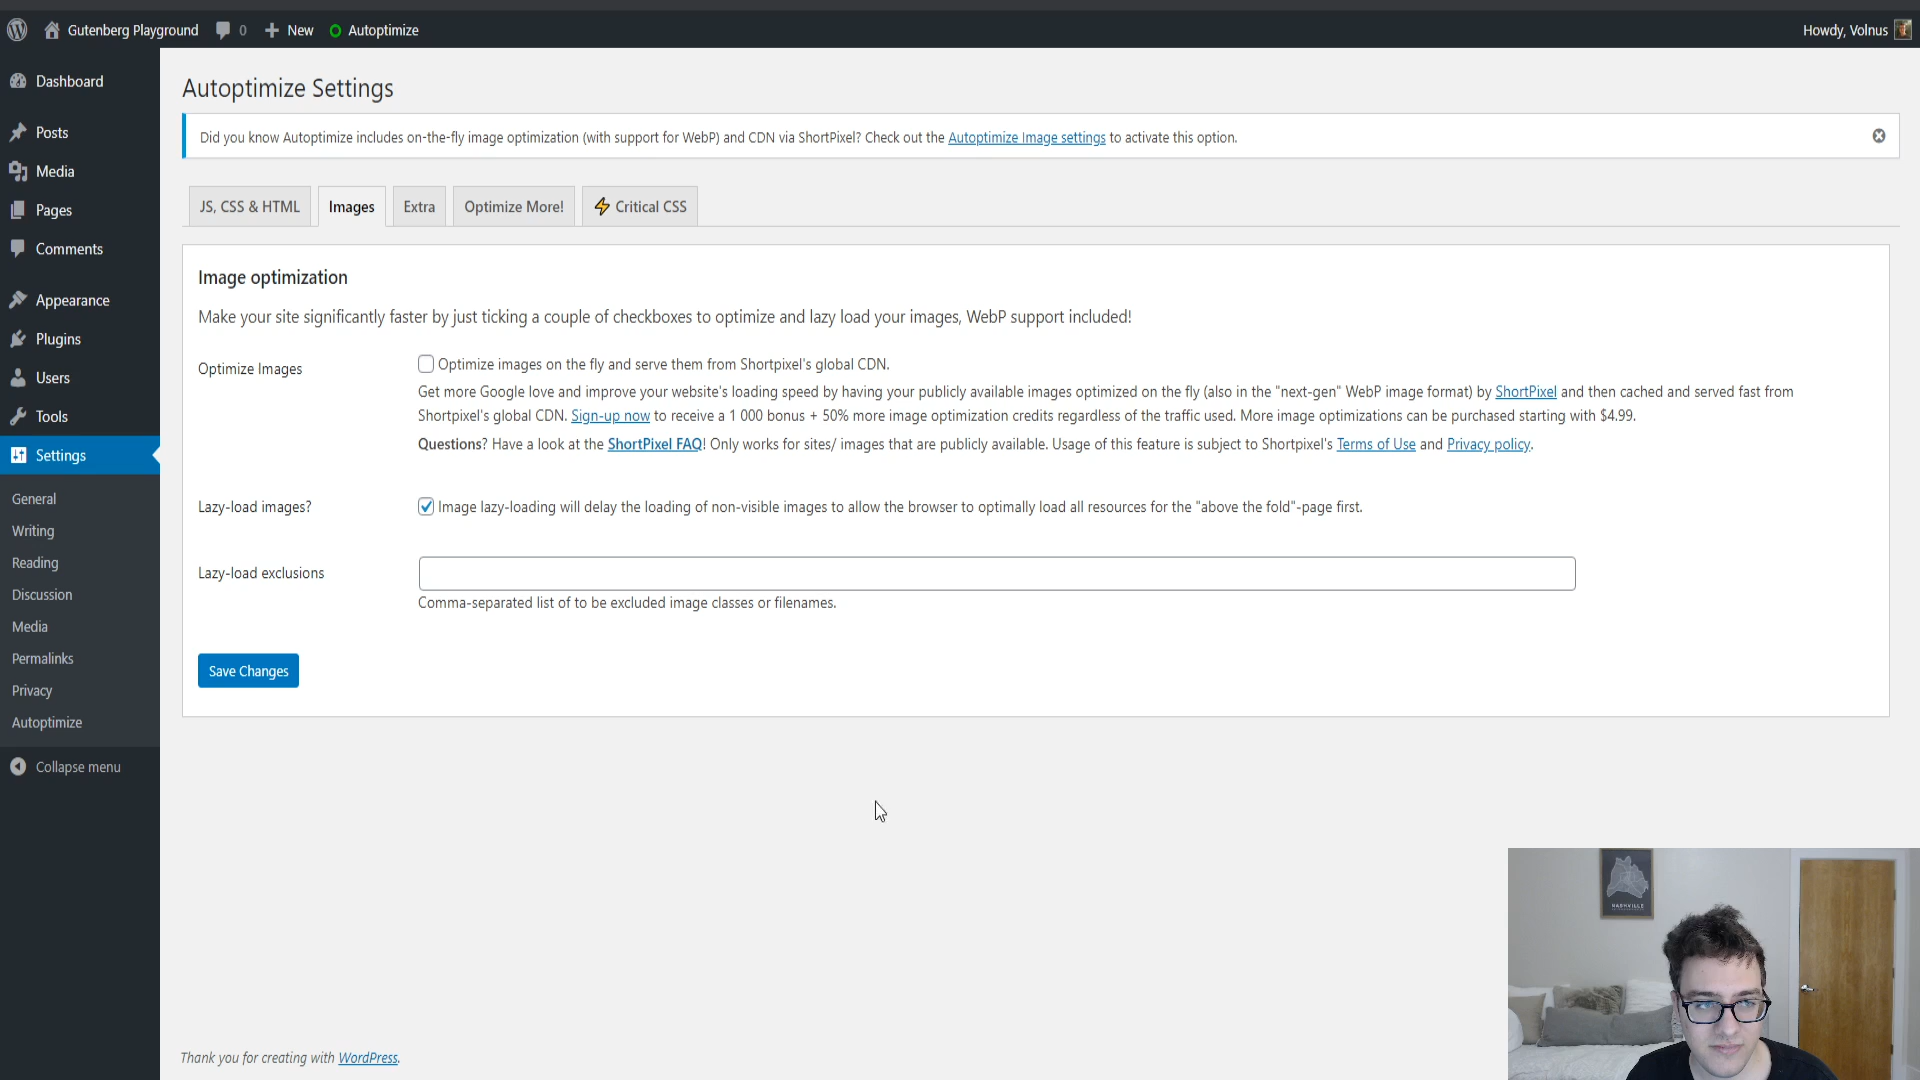 Gutenberg Playground 0 New Autoptimize Howdy, Volnus
Dashboard
Posts
Media
Pages
Comments
Appearance
Plugins
Users
Tools
Settings
General
Writing
Reading
Discussion
Media
Permalinks
Privacy
Autoptimize
Collapse menu
Autoptimize Settings
Did you know Autoptimize includes on-the-fly image optimization (with support for WebP) and CDN via ShortPixel? Check out the Autoptimize Image settings to activate this option.
JS, CSS & HTML Images Extra Optimize More! Critical CSS
Image optimization
Make your site significantly faster by just ticking a couple of checkboxes to optimize and lazy load your images, WebP support included!
Optimize Images
Optimize images on the fly and serve them from Shortpixel's global CDN.
Get more Google love and improve your website's loading speed by having your publicly available images optimized on the fly (also in the "next-gen" WebP image format) by ShortPixel and then cached and served fast from
Shortpixel's global CDN. Sign-up now to receive a 1 000 bonus + 50% more image optimization credits regardless of the traffic used. More image optimizations can be purchased starting with $4.99.
Questions? Have a look at the ShortPixel FAQ! Only works for sites/ images that are publicly available. Usage of this feature is subject to Shortpixel's Terms of Use and Privacy policy.
Lazy-load images?
Image lazy-loading will delay the loading of non-visible images to allow the browser to optimally load all resources for the "above the fold"-page first.
Lazy-load exclusions
Comma-separated list of to be excluded image classes or filenames.
Save Changes
Thank you for creating with WordPress.
NASHVILLE